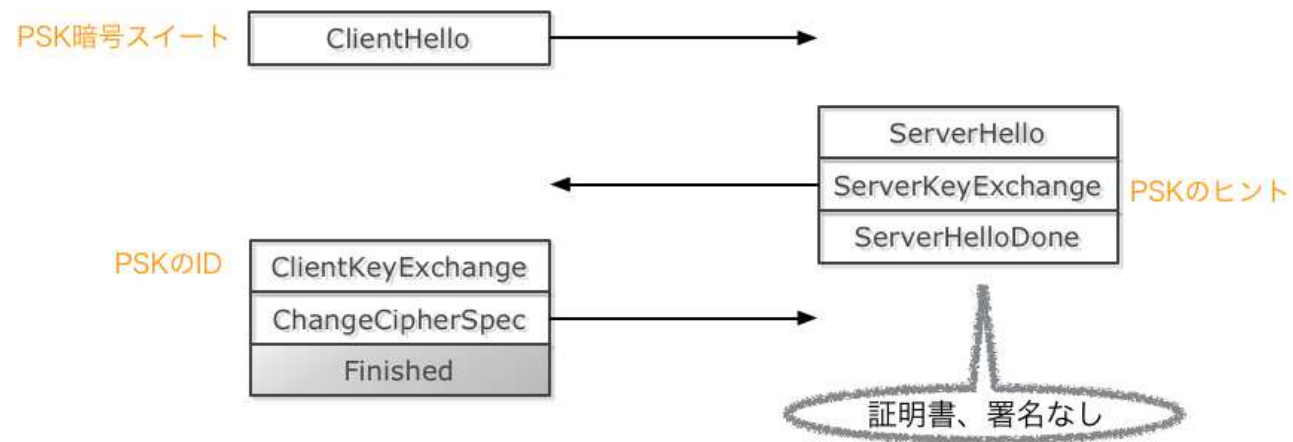 PSK暗号スイート
ClientHello
ServerHello
ServerKeyExchange
PSKのヒント
ServerHelloDone
PSKのID
ClientKeyExchange
ChangeCipherSpec
Finished
証明書、署名なし